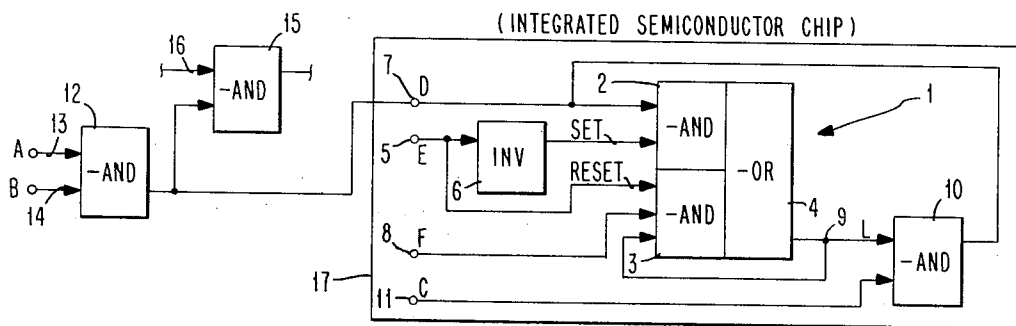 (INTEGRATED SEMICONDUCTOR CHIP)
15
16
-AND
7
D
2
1
12
A
13
-AND
B
14
5
E
INV
6
SET
RESET
-AND
-AND
3
-OR
4
9
L
10
-AND
8
F
17
11
C